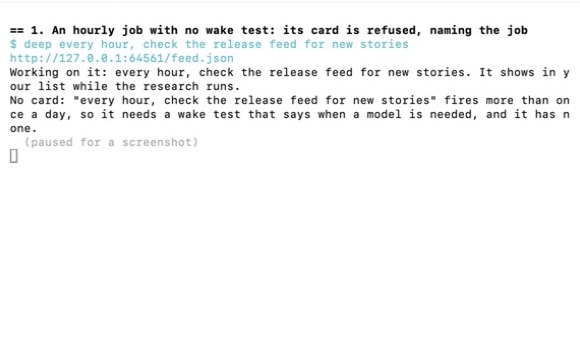 == 1. An hourly job with no wake test: its card is refused, naming the job
$ deep every hour, check the release feed for new stories
http://127.0.0.1:64561/feed.json
Working on it: every hour, check the release feed for new stories. It shows in y
our list while the research runs.
No card: "every hour, check the release feed for new stories" fires more than on
ce a day, so it needs a wake test that says when a model is needed, and it has n
one.
(paused for a screenshot)